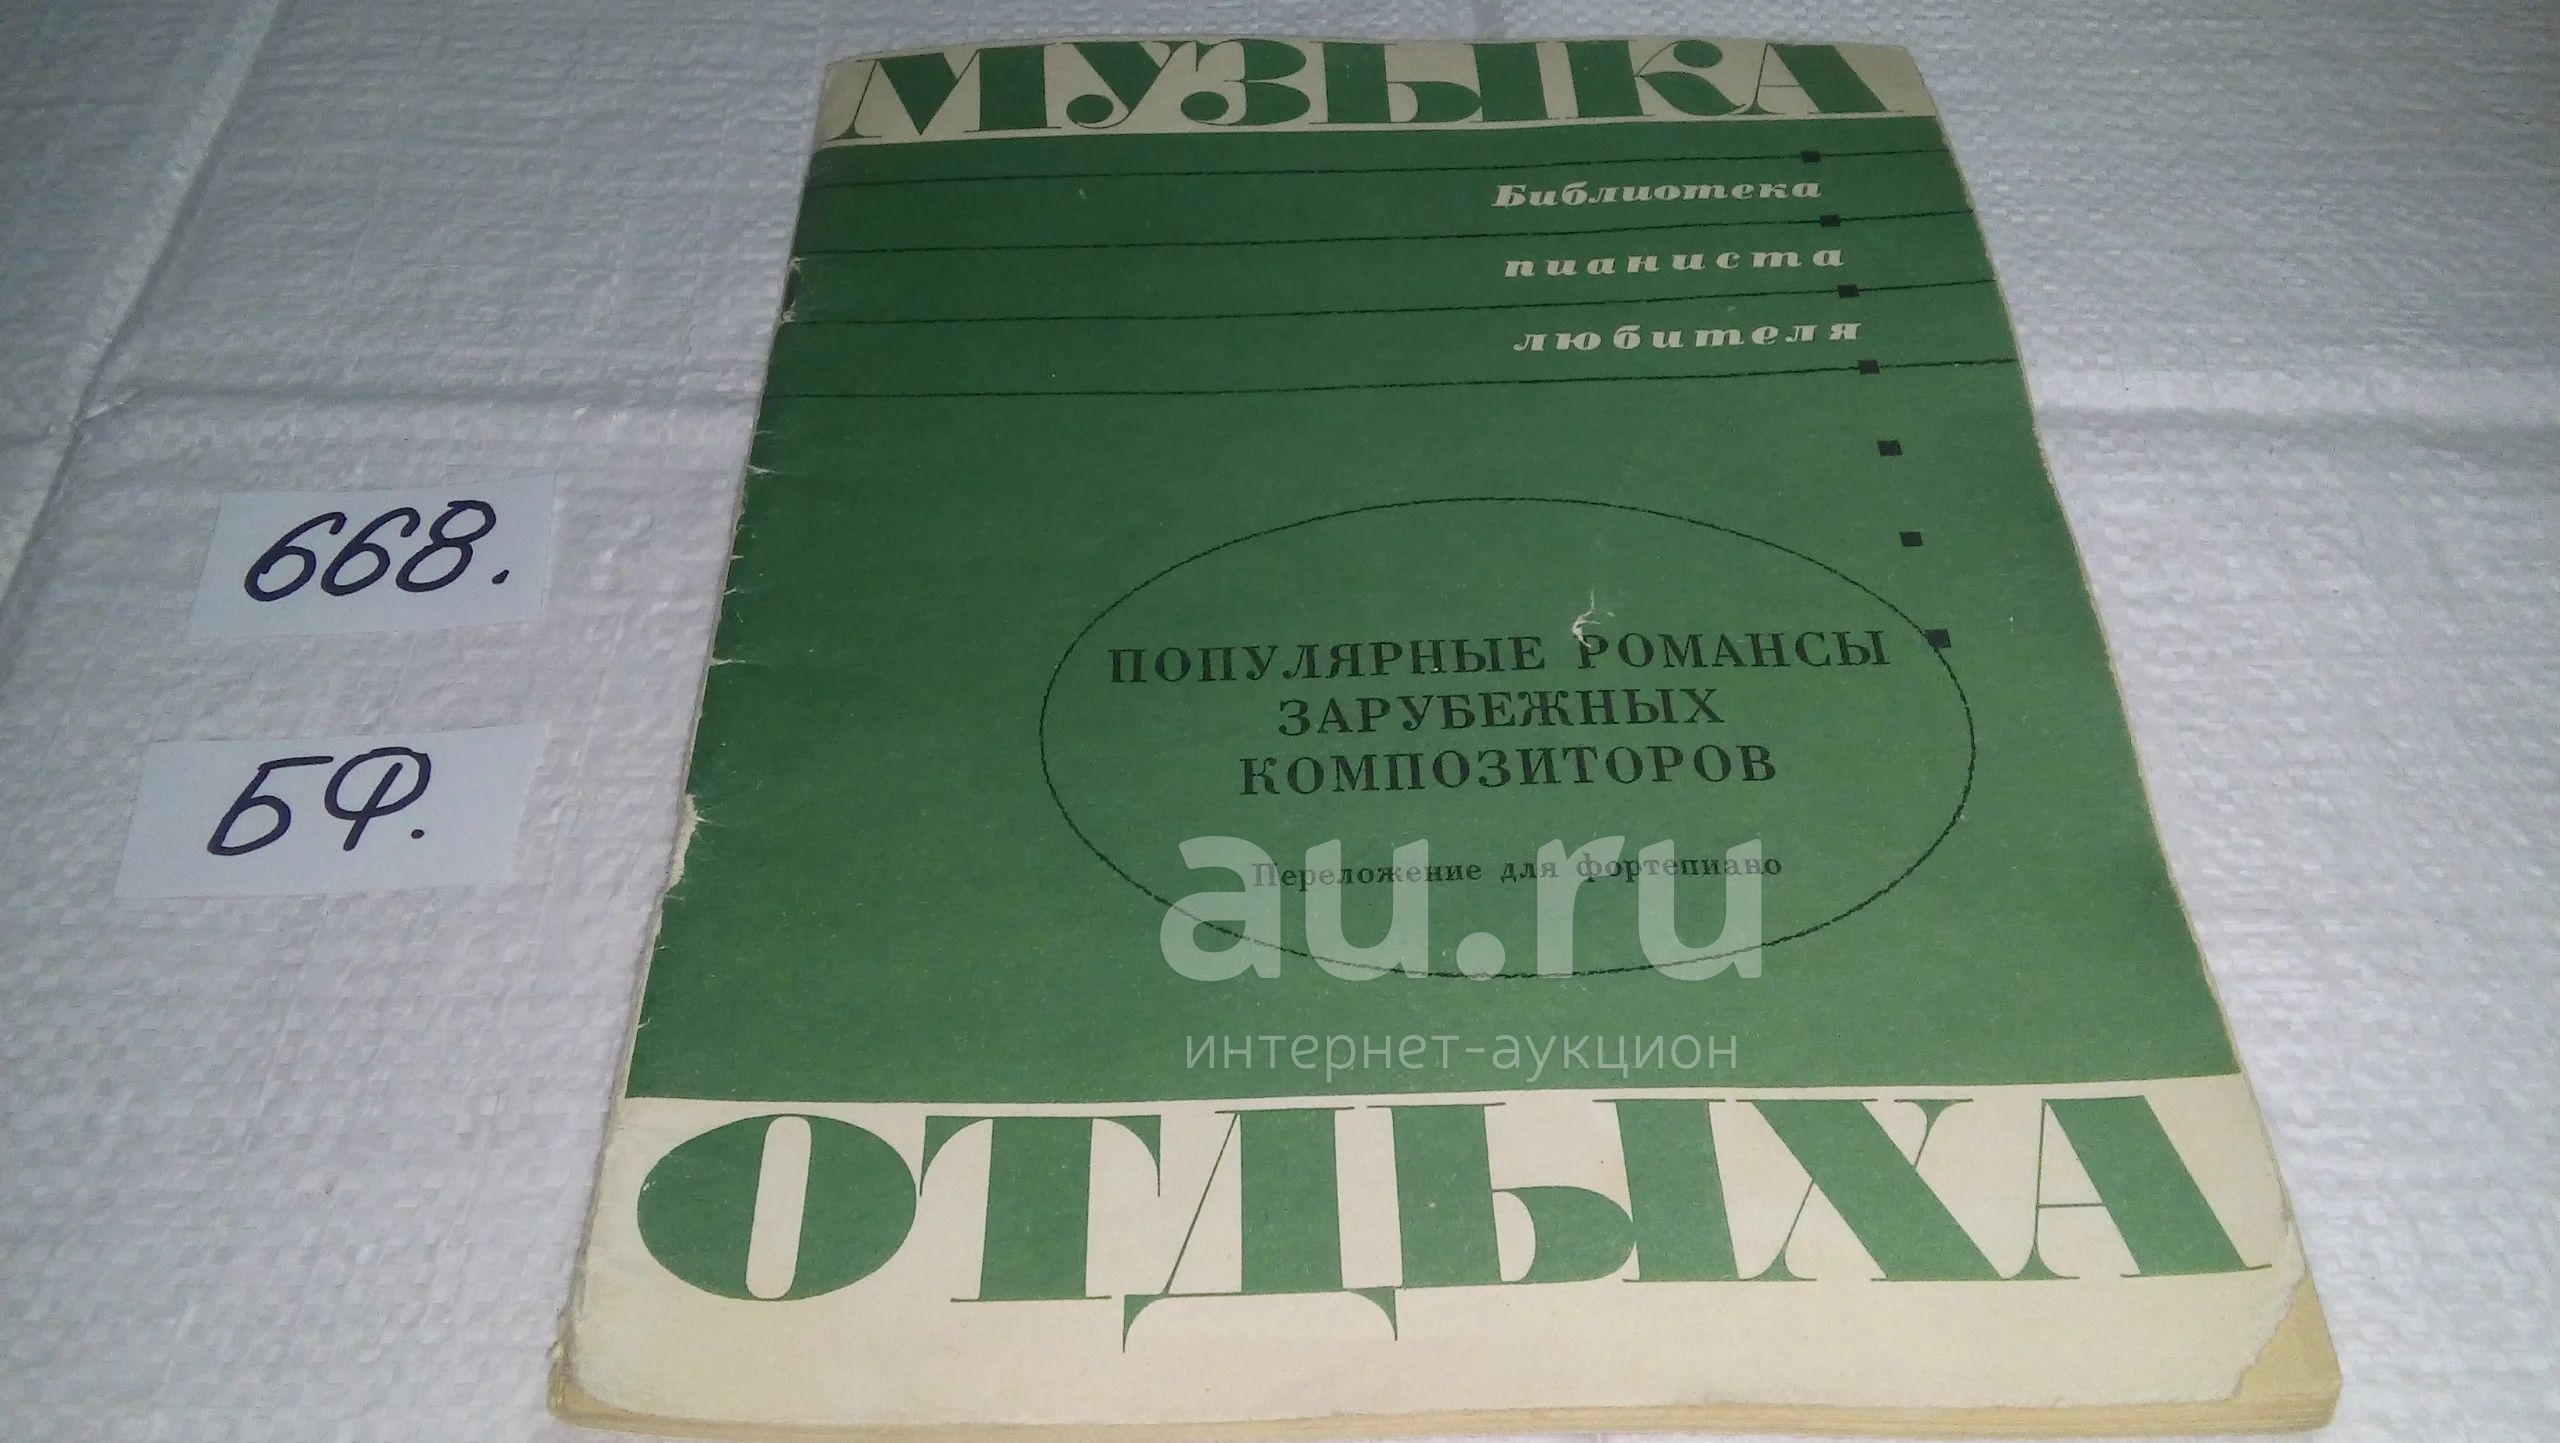 МУЗЫКА
Библиотека
пианиста
любителя
668.
БФ.
ПОПУЛЯРНЫЕ РОМАНСЫ
ЗАРУБЕЖНЫХ
КОМПОЗИТОРОВ
Переложение для фортепиано
au.ru
интернет-аукцион
ОТДЫХА